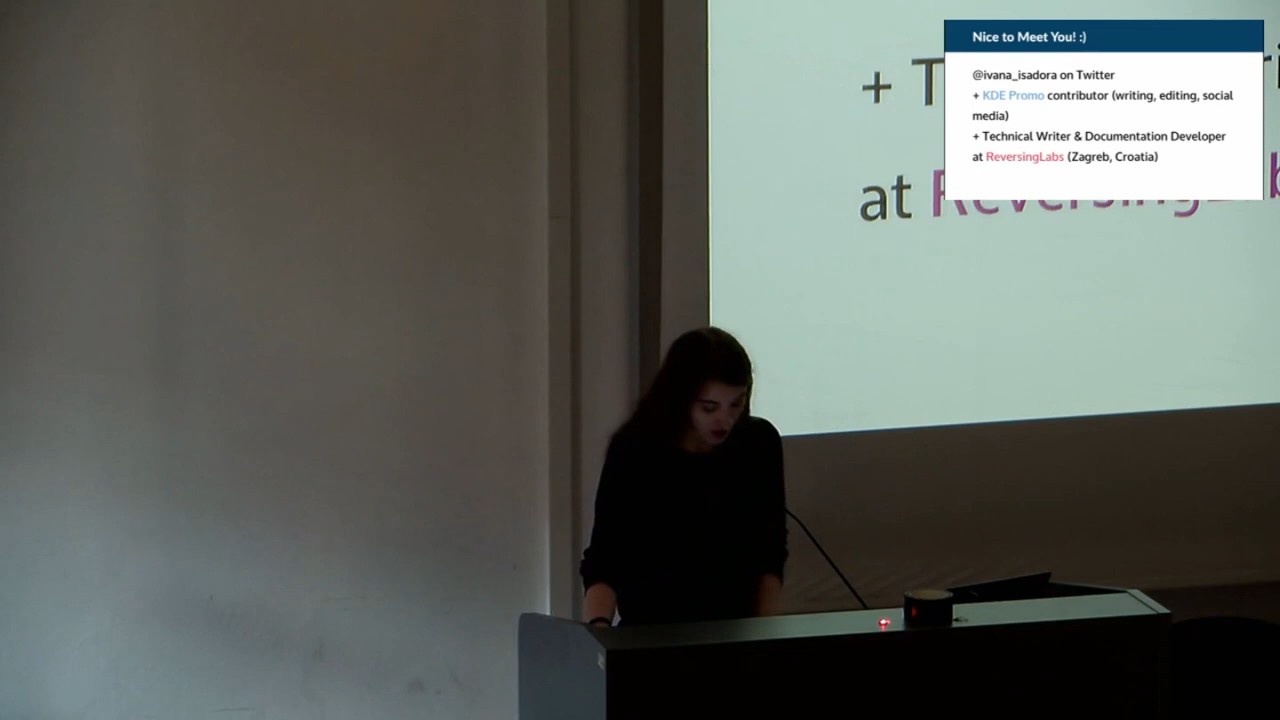 Nice to Meet You! :)
@ivana_isadora on Twitter
+ KDE Promo contributor (writing, editing, social
media)
+ Technical Writer & Documentation Developer
at ReversingLabs (Zagreb, Croatia)
+ T
at ReversingLab